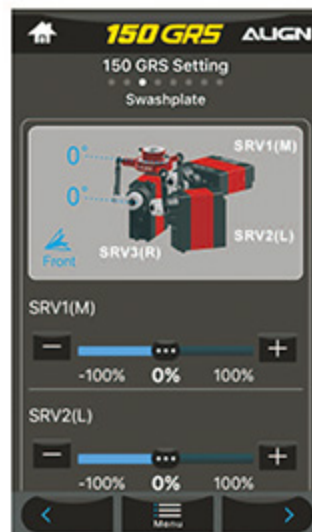 150 GRS ALIGN
150 GRS Setting
Swashplate
SRV1(M)
0°
0°
SRV2(L)
SRV3(R)
Front
SRV1(M)
-100% 0% 100%
SRV2(L)
-100% 0% 100%
Menu